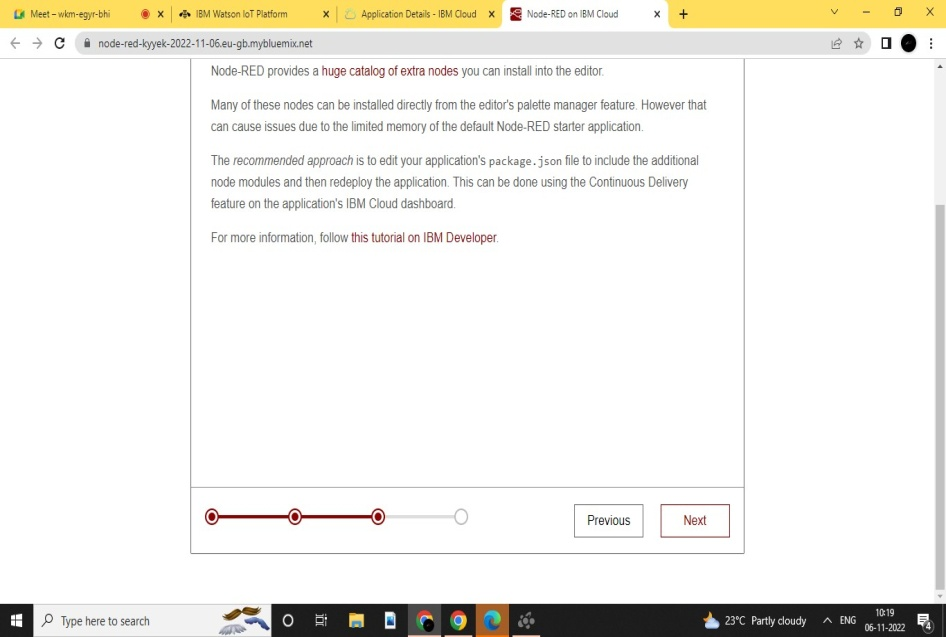 Meet – wkm-egyr-bhi
IBM Watson IoT Platform
Application Details - IBM Cloud
Node-RED on IBM Cloud
node-red-kyyek-2022-11-06.eu-gb.mybluemix.net
Node-RED provides a huge catalog of extra nodes you can install into the editor.
Many of these nodes can be installed directly from the editor's palette manager feature. However that
can cause issues due to the limited memory of the default Node-RED starter application.
The recommended approach is to edit your application's package.json file to include the additional
node modules and then redeploy the application. This can be done using the Continuous Delivery
feature on the application's IBM Cloud dashboard.
For more information, follow this tutorial on IBM Developer.
Previous
Next
Type here to search
23°C Partly cloudy
ENG
10:19
06-11-2022
4